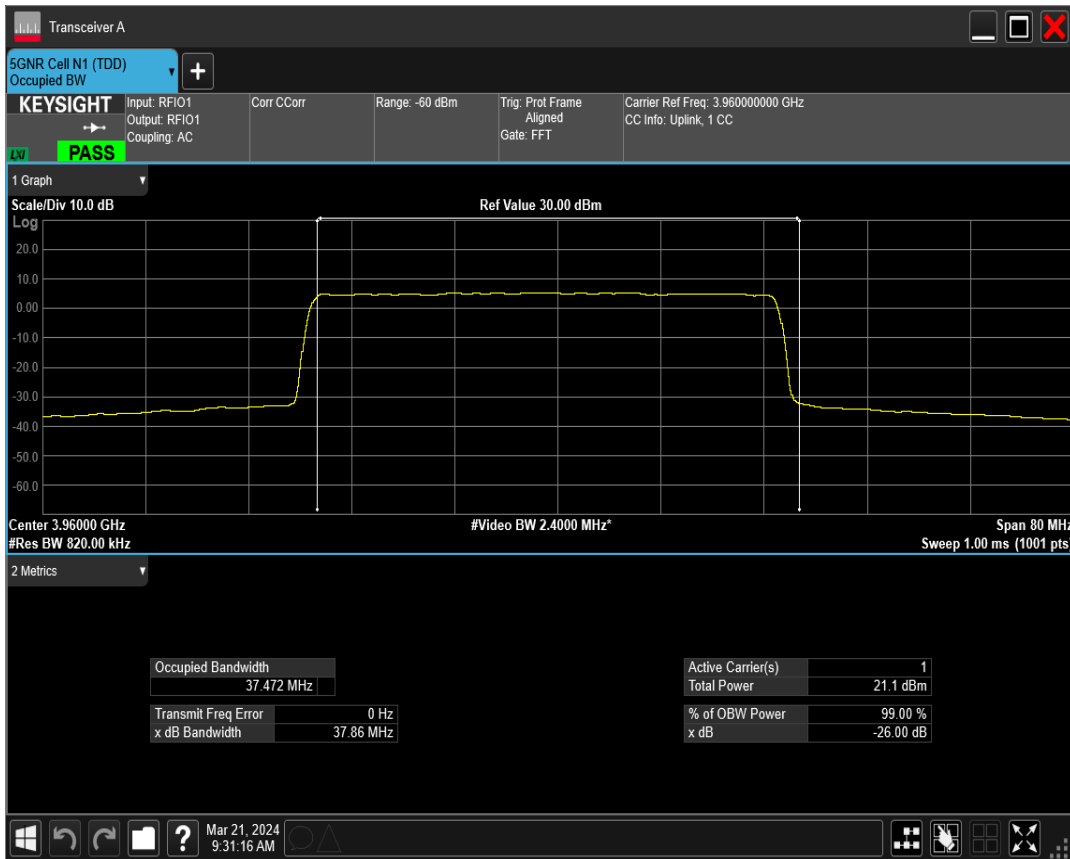 Transceiver A
5GNR Cell N1 (TDD)
Occupied BW
+
KEYSIGHT
LXI
PASS
Input: RFIO1
Output: RFIO1
Coupling: AC
Corr CCorr
Range: -60 dBm
Trig: Prot Frame
Aligned
Gate: FFT
Carrier Ref Freq: 3.960000000 GHz
CC Info: Uplink, 1 CC
1 Graph
Scale/Div 10.0 dB
Ref Value 30.00 dBm
Log
20.0
10.0
0.00
-10.0
-20.0
-30.0
-40.0
-50.0
-60.0
Center 3.96000 GHz
#Video BW 2.4000 MHz*
Span 80 MHz
#Res BW 820.00 kHz
Sweep 1.00 ms (1001 pts)
2 Metrics
Occupied Bandwidth
37.472 MHz
Transmit Freq Error 0 Hz
x dB Bandwidth 37.86 MHz
Active Carrier(s) 1
Total Power 21.1 dBm
% of OBW Power 99.00 %
x dB -26.00 dB
?
Mar 21, 2024
9:31:16 AM